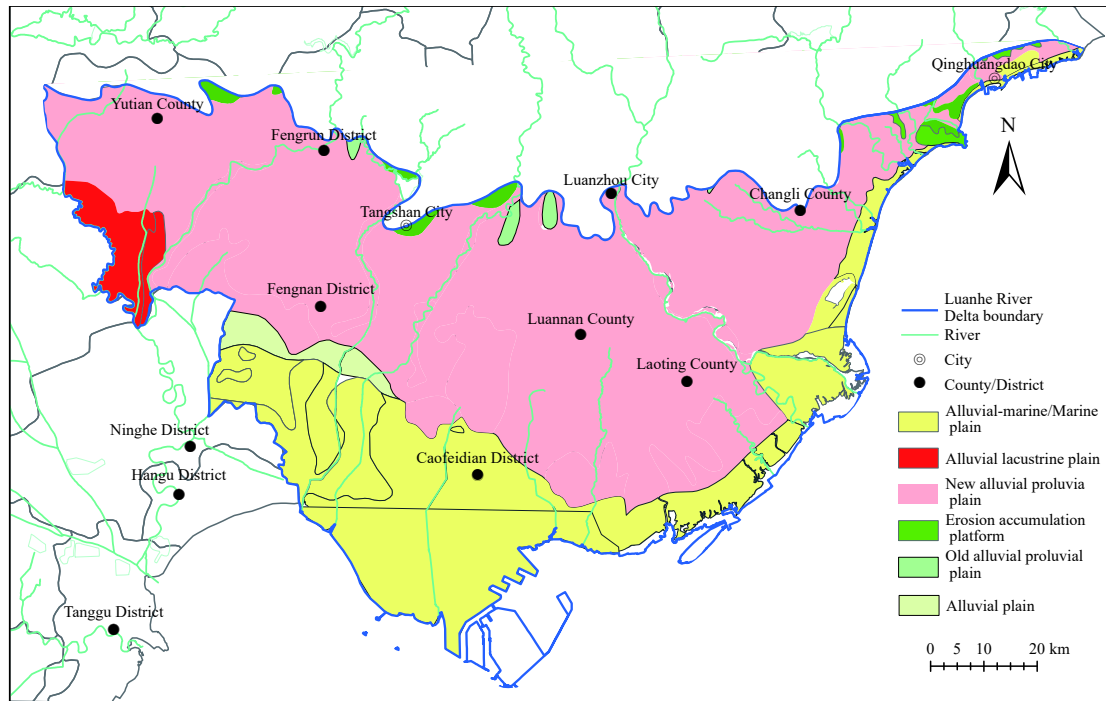 Qinghuangdao City
Yutian County
Fengrun District
N
Luanzhou City
Changli County
Tangshan City
Fengnan District
Luannan County
Laoting County
Ninghe District
Caofeidian District
Hangu District
Tanggu District
Luanhe River
Delta boundary
River
City
County/District
Alluvial-marine/Marine
plain
Alluvial lacustrine plain
New alluvial proluvia
plain
Erosion accumulation
platform
Old alluvial proluvial
plain
Alluvial plain
0 5 10 20 km